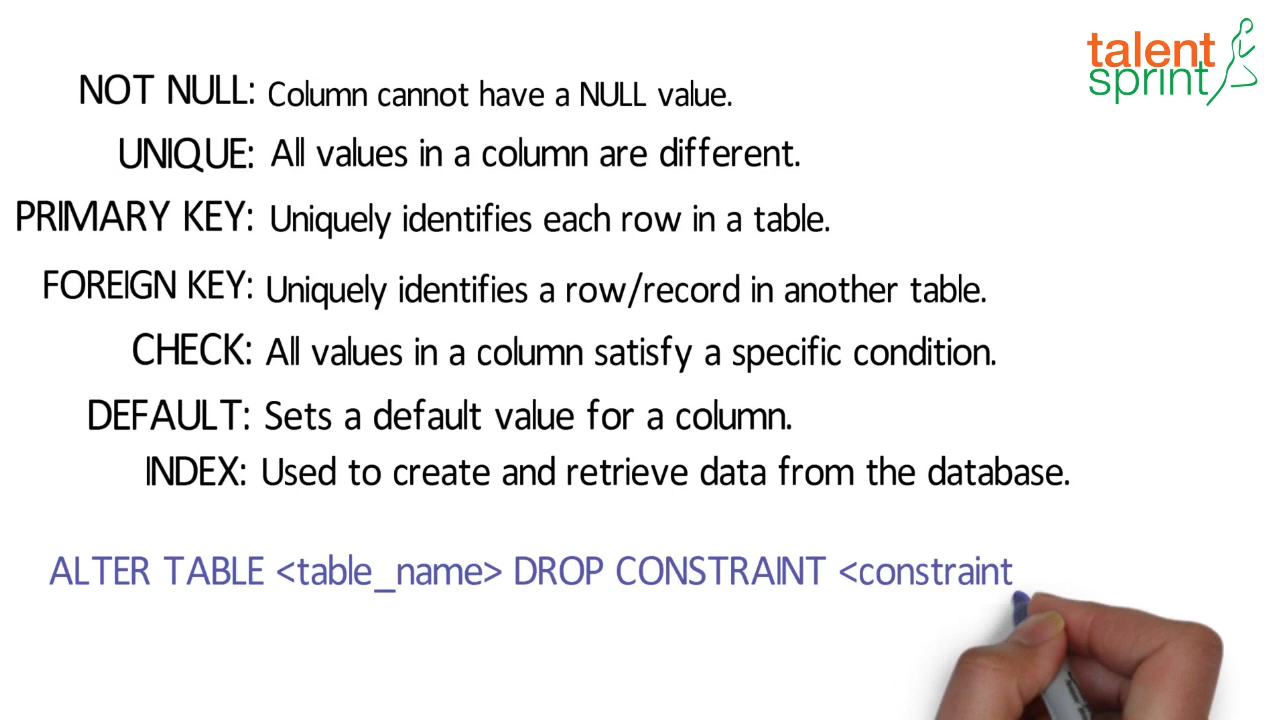 talent
sprint
NOT NULL: Column cannot have a NULL value.
UNIQUE: All values in a column are different.
PRIMARY KEY: Uniquely identifies each row in a table.
FOREIGN KEY: Uniquely identifies a row/record in another table.
CHECK: All values in a column satisfy a specific condition.
DEFAULT: Sets a default value for a column.
INDEX: Used to create and retrieve data from the database.
ALTER TABLE <table_name> DROP CONSTRAINT <constraint